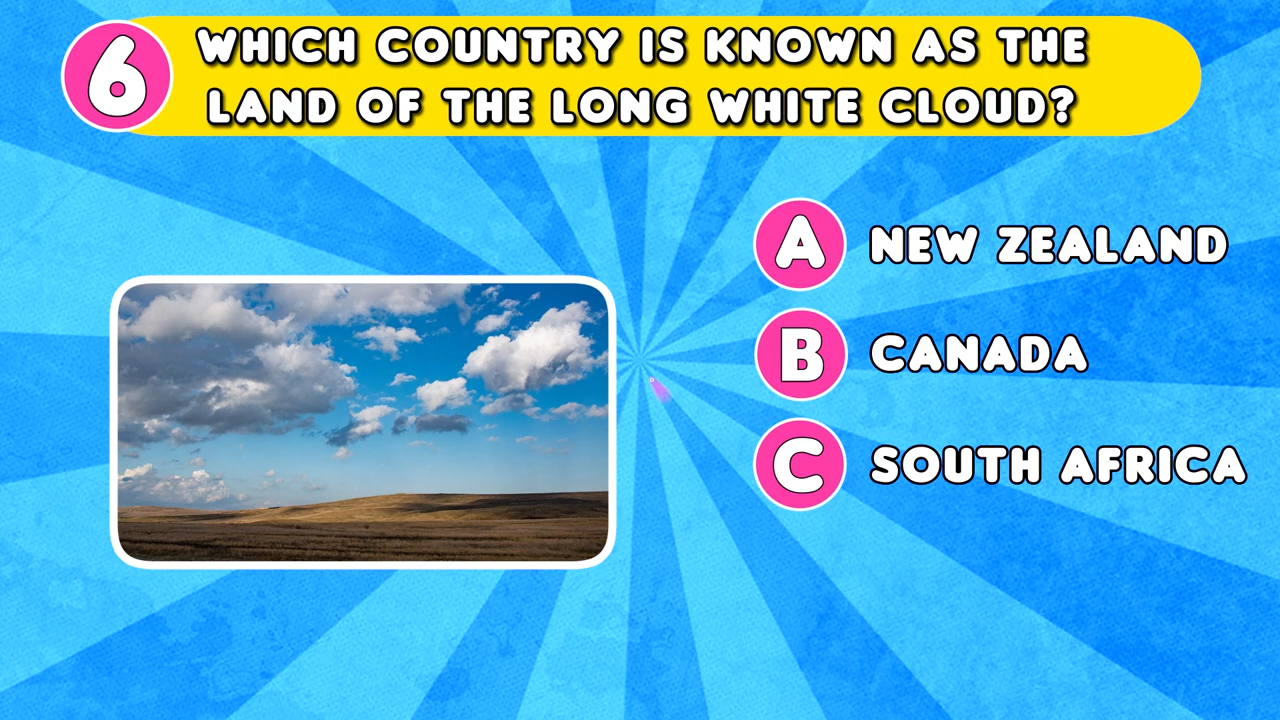 6
WHICH COUNTRY IS KNOWN AS THE
LAND OF THE LONG WHITE CLOUD?
A NEW ZEALAND
B CANADA
C SOUTH AFRICA